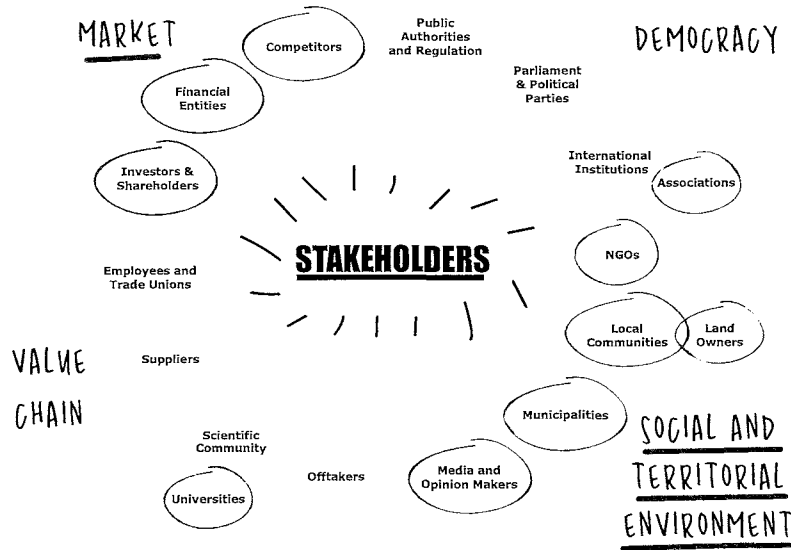 MARKET
Competitors
Public
Authorities
and Regulation
DEMOCRACY
Financial
Entities
Parliament
& Political
Parties
Investors &
Shareholders
International
Institutions
Associations
STAKEHOLDERS
NGOs
Employees and
Trade Unions
Local
Communities
Land
Owners
VALUE
CHAIN
Suppliers
Municipalities
SOCIAL AND
TERRITORIAL
ENVIRONMENT
Scientific
Community
Universities
Offtakers
Media and
Opinion Makers